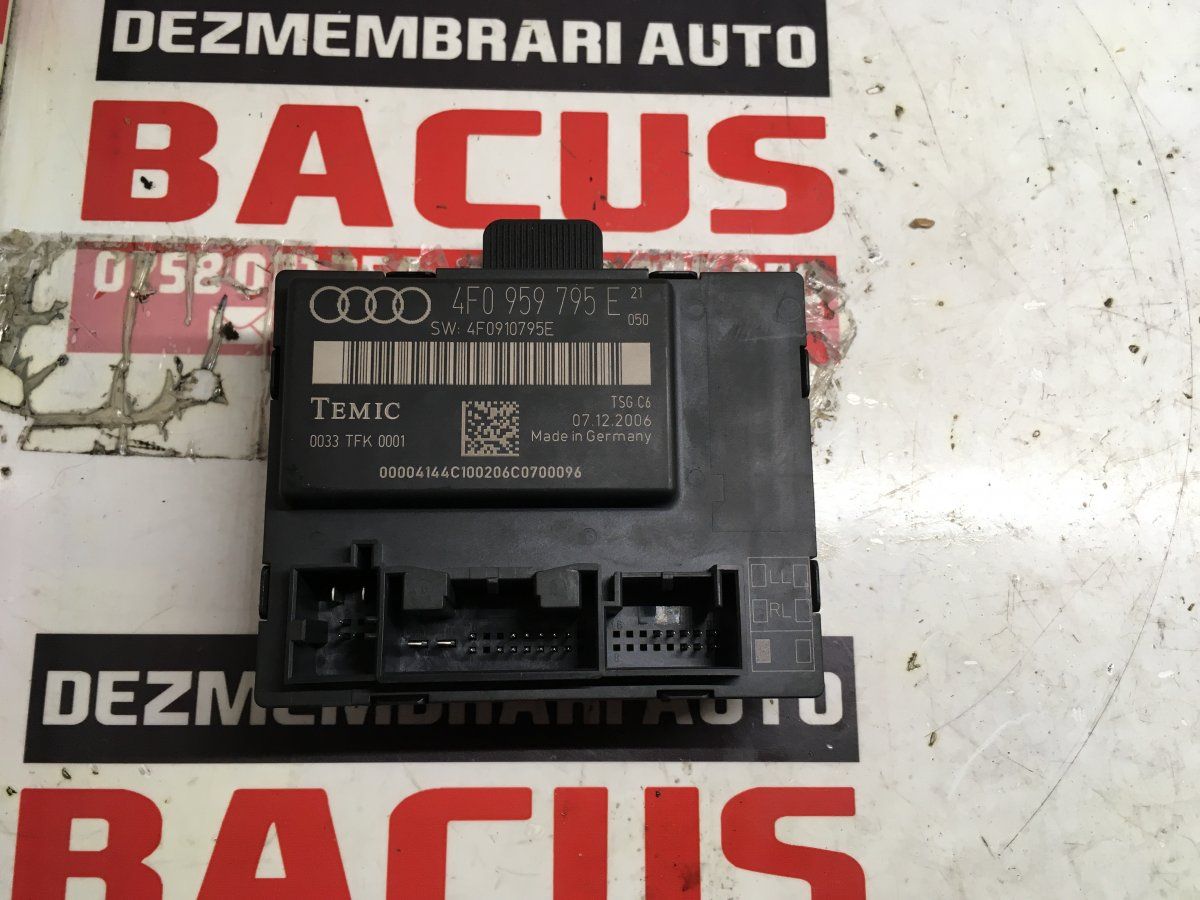 DEZMEMBRARI AUTO
BACUS
4F0 959 795 E 21
050
SW: 4F0910795E
TEMIC
TSG C6
07.12.2006
0033 TFK 0001
Made in Germany
00004144C100206C0700096
LL
RL
DEZMEMBRARI AUTO
BACUS